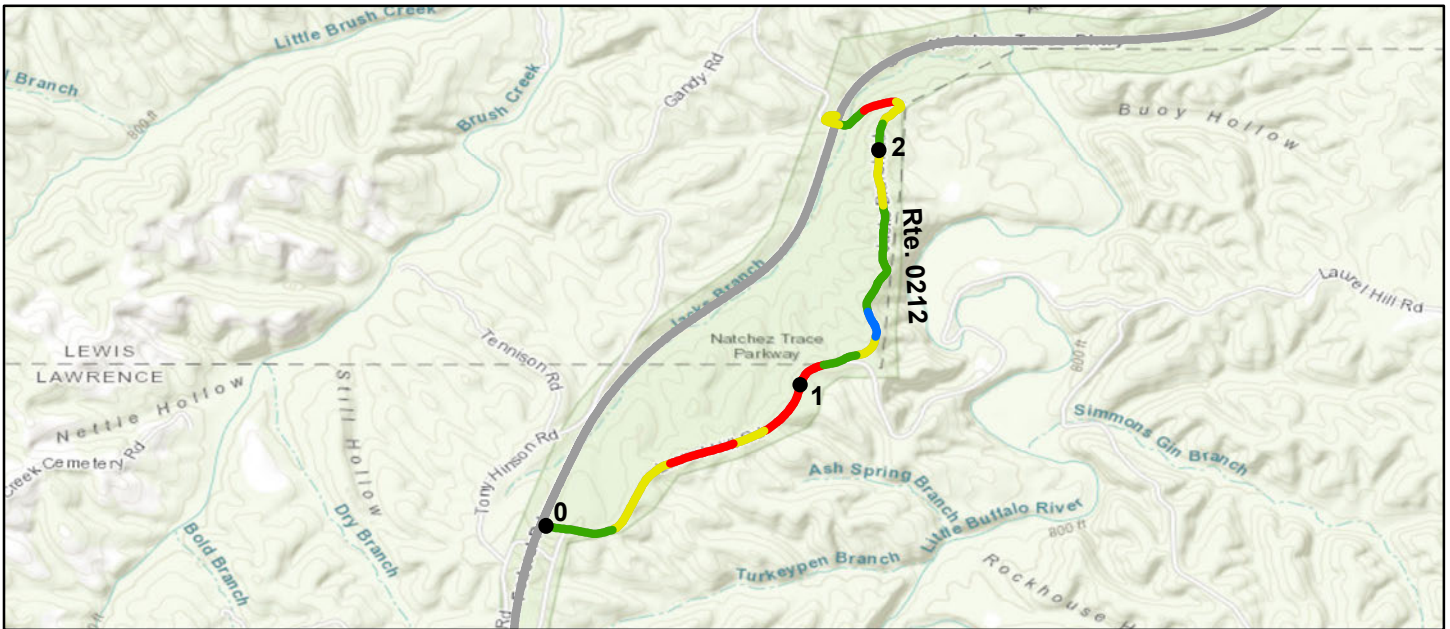 Little Brush Creek
Branch
800 ft
Brush Creek
Gandy Rd
Buoy Hollow
2
Rte. 0212
Laurel Hill Rd
Jacks Branch
Natchez Trace
Parkway
LEWIS
LAWRENCE
Tennison Rd
800 ft
1
Nettle Hollow
Still Hollow
Simmons Gin Branch
Creek Cemetery Rd
Tony Hinson Rd
Ash Spring Branch
0
Dry Branch
Bold Branch
Little Buffalo River
800 ft
Turkeypen Branch
Rockhouse H
Rd